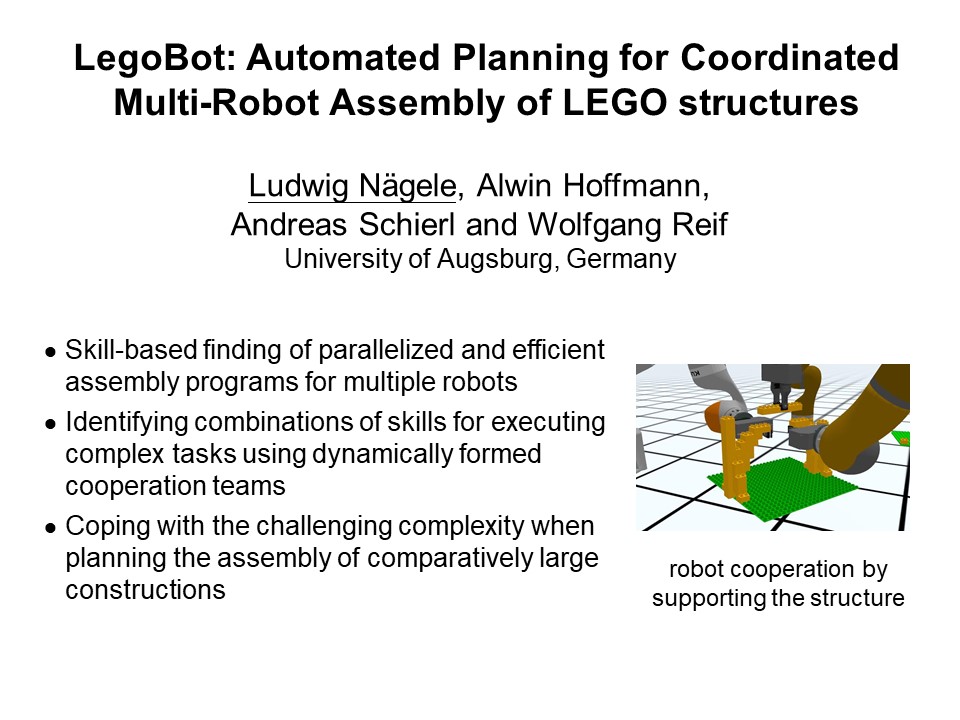 LegoBot: Automated Planning for Coordinated
Multi-Robot Assembly of LEGO structures
Ludwig Nägele, Alwin Hoffmann,
Andreas Schierl and Wolfgang Reif
University of Augsburg, Germany
● Skill-based finding of parallelized and efficient
assembly programs for multiple robots
● Identifying combinations of skills for executing
complex tasks using dynamically formed
cooperation teams
● Coping with the challenging complexity when
planning the assembly of comparatively large
constructions
robot cooperation by
supporting the structure